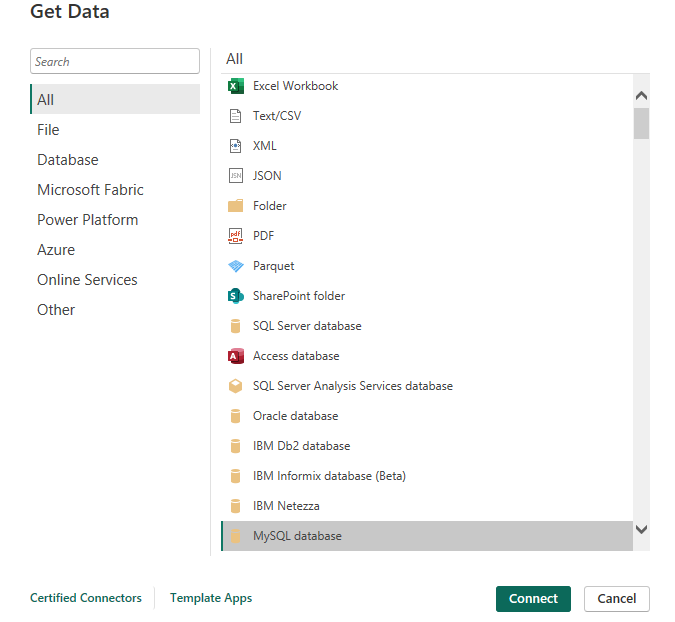 Get Data
Search
All
File
Database
Microsoft Fabric
Power Platform
Azure
Online Services
Other
All
Excel Workbook
Text/CSV
XML
JSON
Folder
PDF
Parquet
SharePoint folder
SQL Server database
Access database
SQL Server Analysis Services database
Oracle database
IBM Db2 database
IBM Informix database (Beta)
IBM Netezza
MySQL database
Certified Connectors
Template Apps
Connect
Cancel